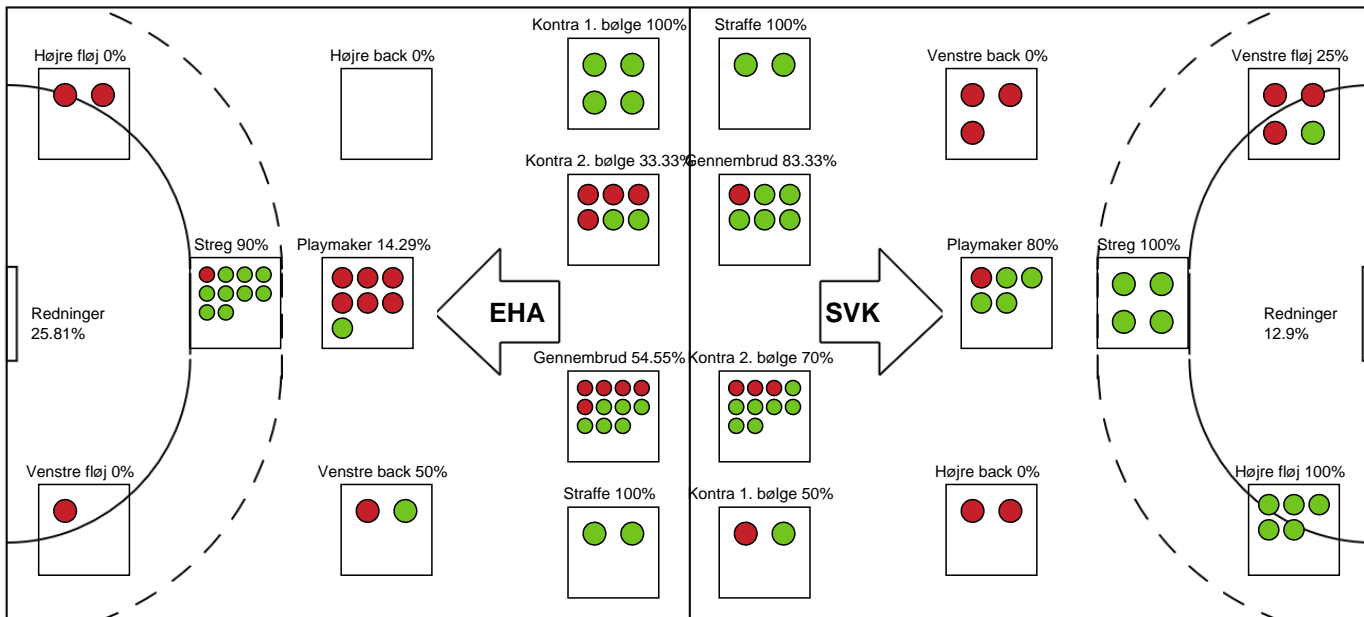 Kontra 1. bølge 100%
Straffe 100%
Højre fløj 0%
Højre back 0%
Venstre back 0%
Venstre fløj 25%
Kontra 2. bølge 33.33%
Gennembrud 83.33%
Streg 90%
Playmaker 14.29%
Playmaker 80%
Streg 100%
EHA
SVK
Redninger
25.81%
Redninger
12.9%
Gennembrud 54.55%
Kontra 2. bølge 70%
Venstre fløj 0%
Venstre back 50%
Straffe 100%
Kontra 1. bølge 50%
Højre back 0%
Højre fløj 100%